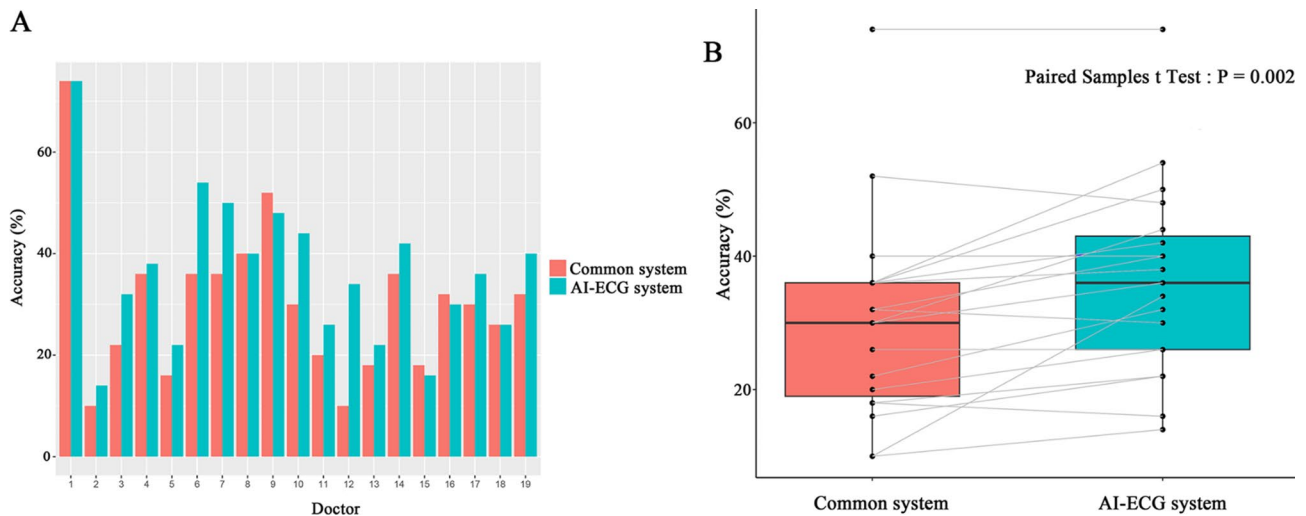 A
Accuracy (%)
60
40
20
0
1 2 3 4 5 6 7 8 9 10 11 12 13 14 15 16 17 18 19
Doctor
Common system
AI-ECG system
B
Paired Samples t Test : P = 0.002
Accuracy (%)
60
40
20
Common system AI-ECG system